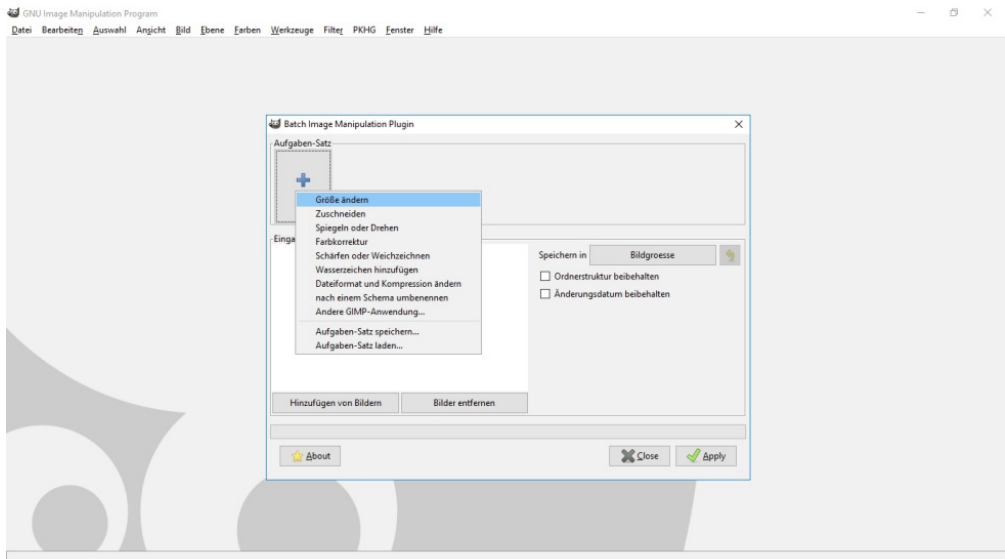 GNU Image Manipulation Program
Datei Bearbeiten Auswahl Ansicht Bild Ebene Farben Werkzeuge Filter PKHG Fenster Hilfe
Batch Image Manipulation Plugin
Aufgaben-Satz
Größe ändern
Zuschneiden
Spiegeln oder Drehen
Farbkorrektur
Schärfen oder Weichzeichnen
Wasserzeichen hinzufügen
Dateiformat und Kompression ändern
nach einem Schema umbenennen
Andere GIMP-Anwendung...
Aufgaben-Satz speichern...
Aufgaben-Satz laden...
Einga
Speichern in Bildgroesse
Ordnerstruktur beibehalten
Änderungsdatum beibehalten
Hinzufügen von Bildern Bilder entfernen
About Close Apply